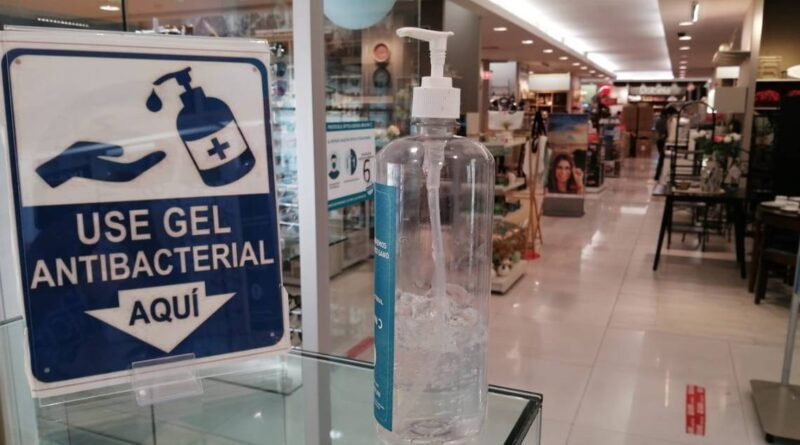 USE GEL
ANTIBACTERIAL
AQUÍ